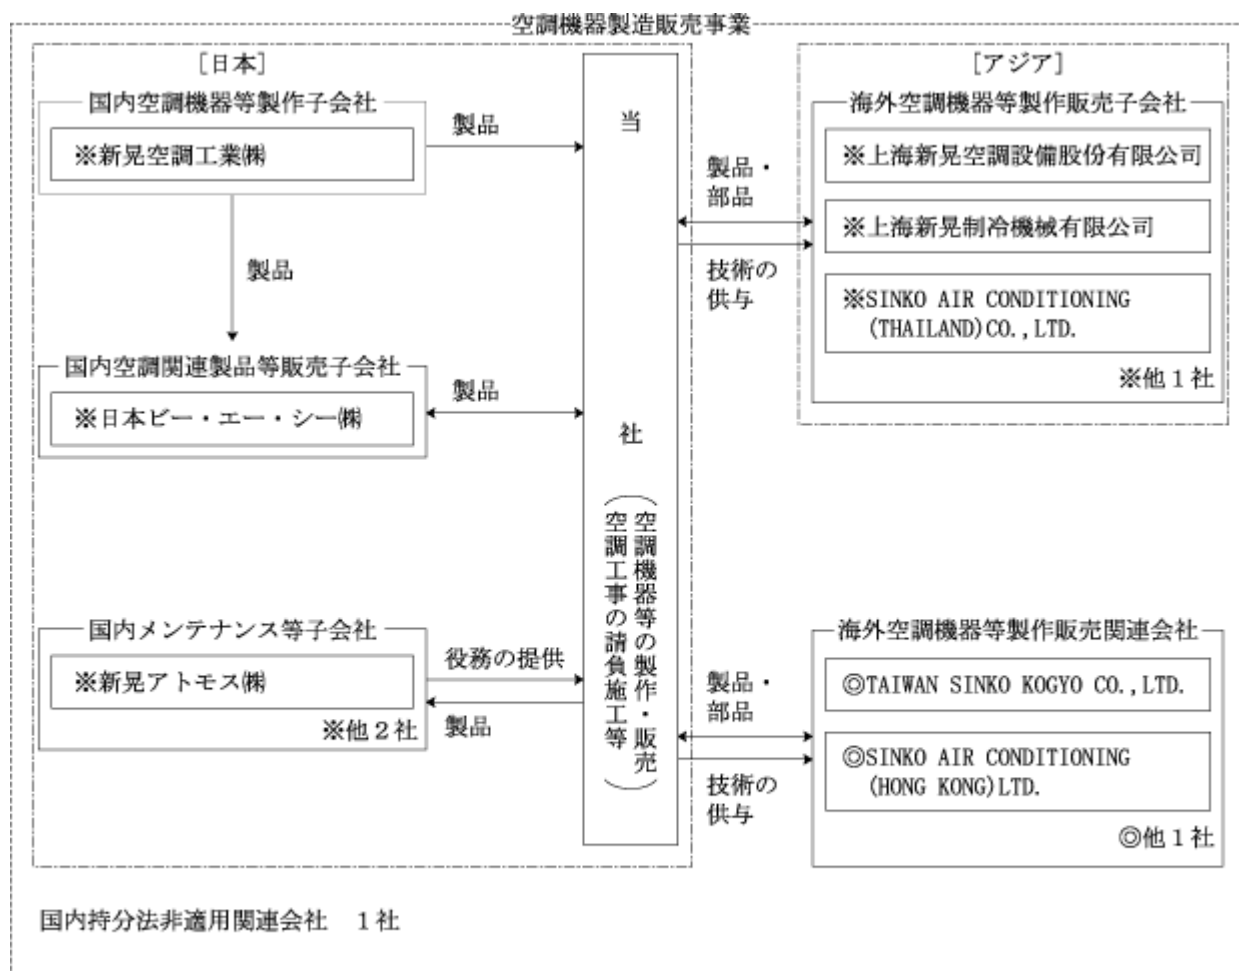 空調機器製造販売事業
[日本]
国内空調機器等製作子会社
※新晃空調工業㈱
製品
製品
国内空調関連製品等販売子会社
※日本ビー・エー・シー㈱
製品
国内メンテナンス等子会社
※新晃アトモス㈱
※他2社
役務の提供
製品
当社
(空調機器等の製作・販売
空調工事の請負施工等)
[アジア]
海外空調機器等製作販売子会社
※上海新晃空調設備股份有限公司
※上海新晃制冷機械有限公司
※SINKO AIR CONDITIONING
(THAILAND)CO.,LTD.
※他1社
製品・
部品
技術の
供与
海外空調機器等製作販売関連会社
◎TAIWAN SINKO KOGYO CO.,LTD.
◎SINKO AIR CONDITIONING
(HONG KONG)LTD.
◎他1社
製品・
部品
技術の
供与
国内持分法非適用関連会社 1社